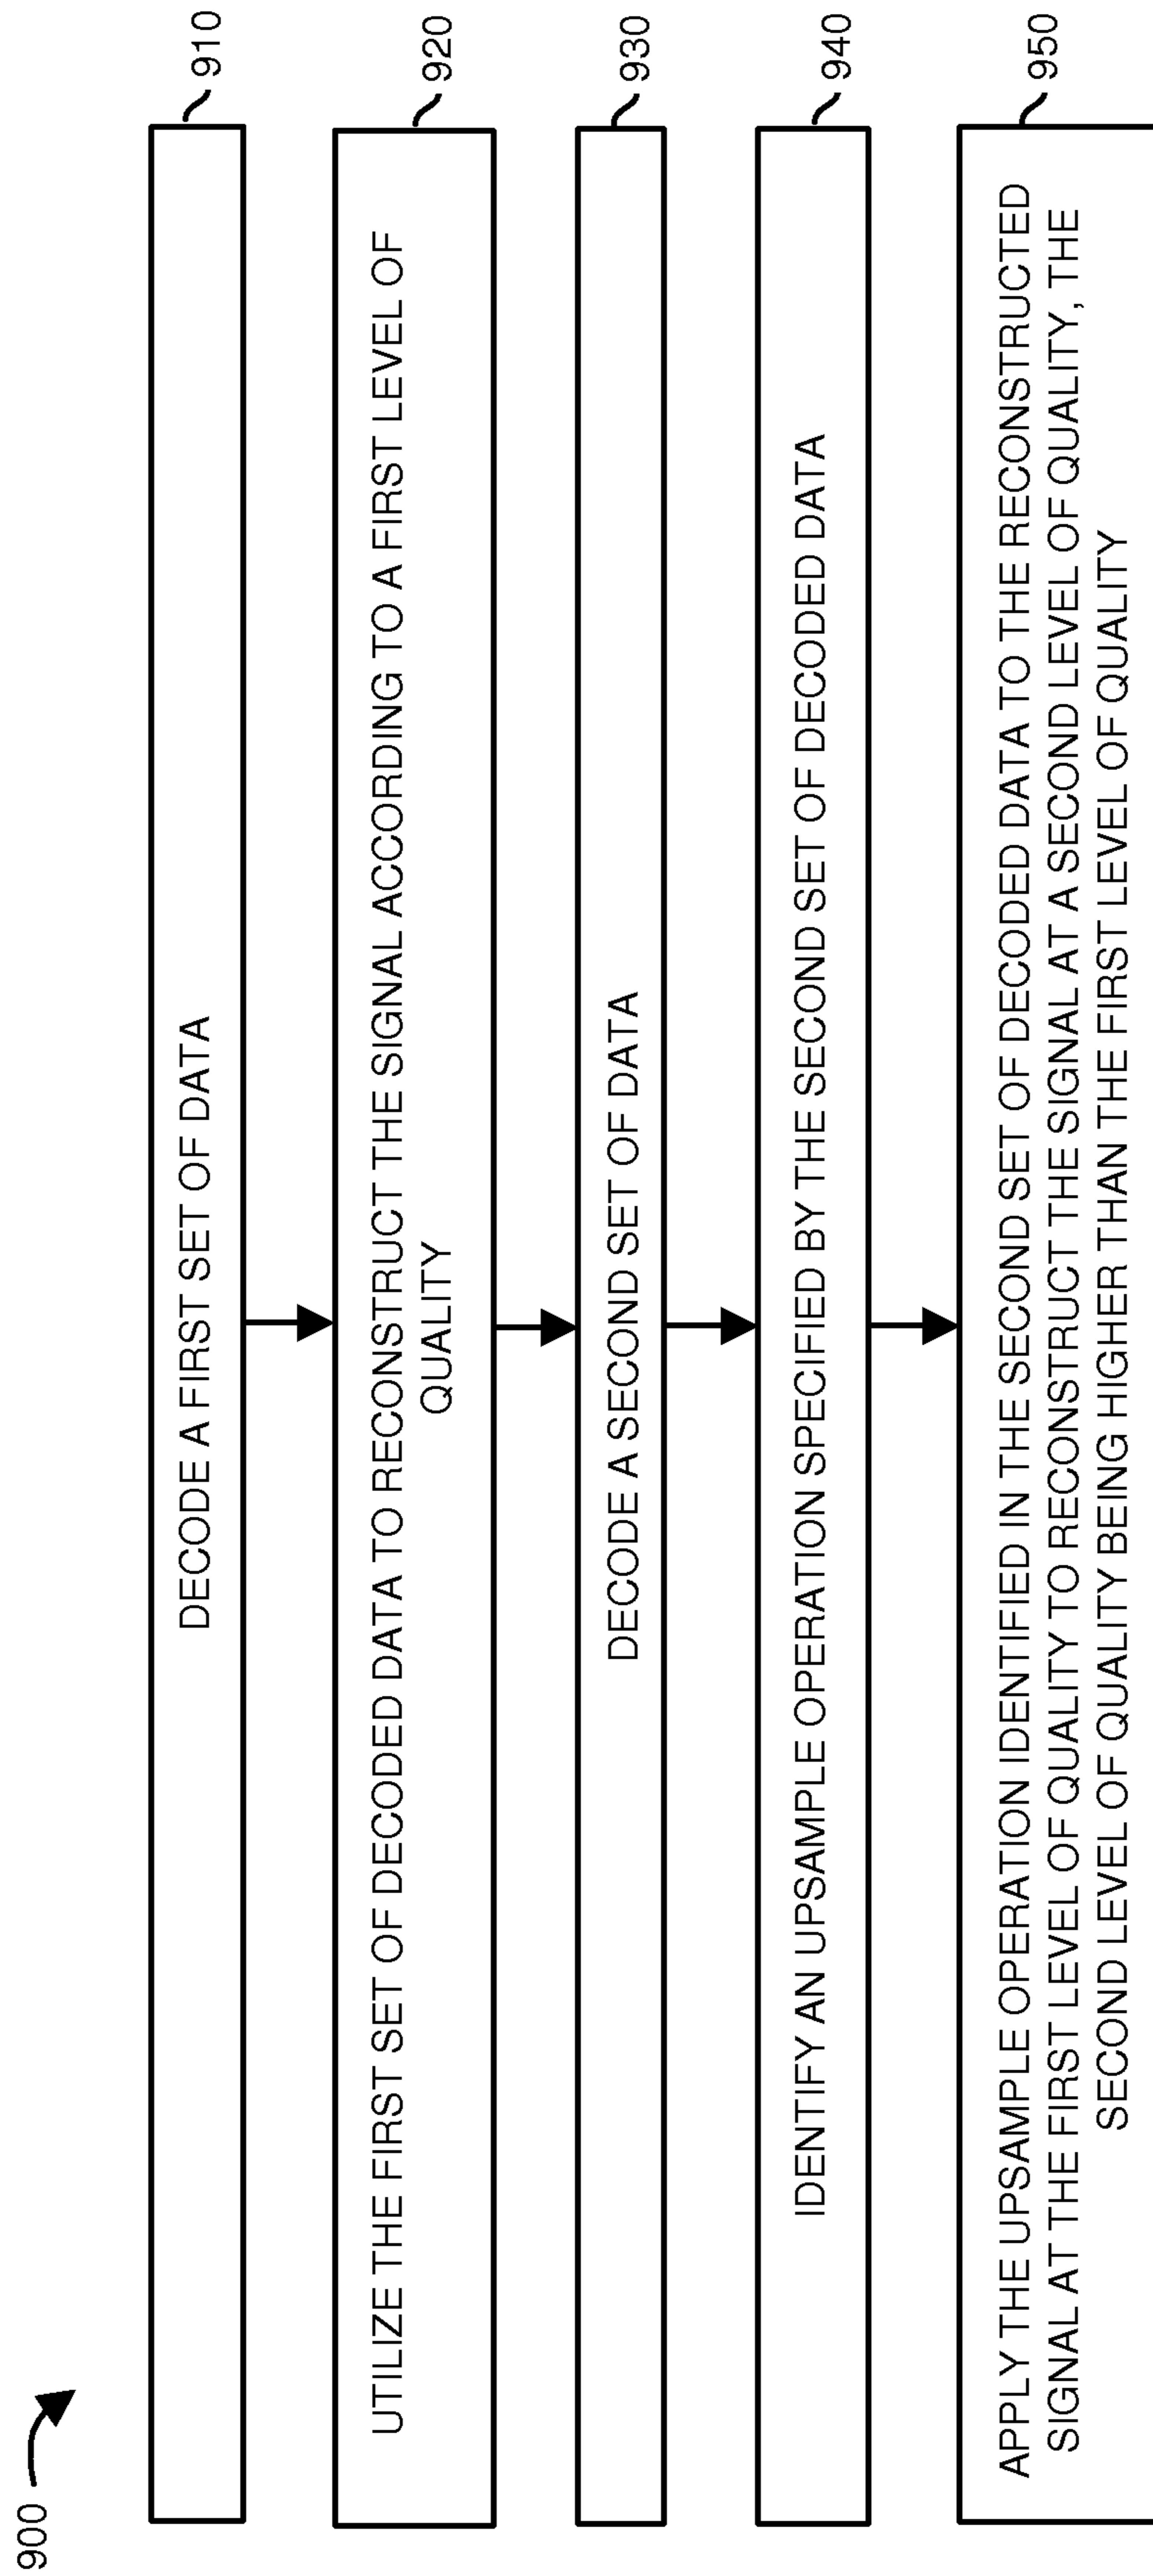 900
DECODE A FIRST SET OF DATA
910
UTILIZE THE FIRST SET OF DECODED DATA TO RECONSTRUCT THE SIGNAL ACCORDING TO A FIRST LEVEL OF
QUALITY
920
DECODE A SECOND SET OF DATA
930
IDENTIFY AN UPSAMPLE OPERATION SPECIFIED BY THE SECOND SET OF DECODED DATA
940
APPLY THE UPSAMPLE OPERATION IDENTIFIED IN THE SECOND SET OF DECODED DATA TO THE RECONSTRUCTED
SIGNAL AT THE FIRST LEVEL OF QUALITY TO RECONSTRUCT THE SIGNAL AT A SECOND LEVEL OF QUALITY, THE
SECOND LEVEL OF QUALITY BEING HIGHER THAN THE FIRST LEVEL OF QUALITY
950